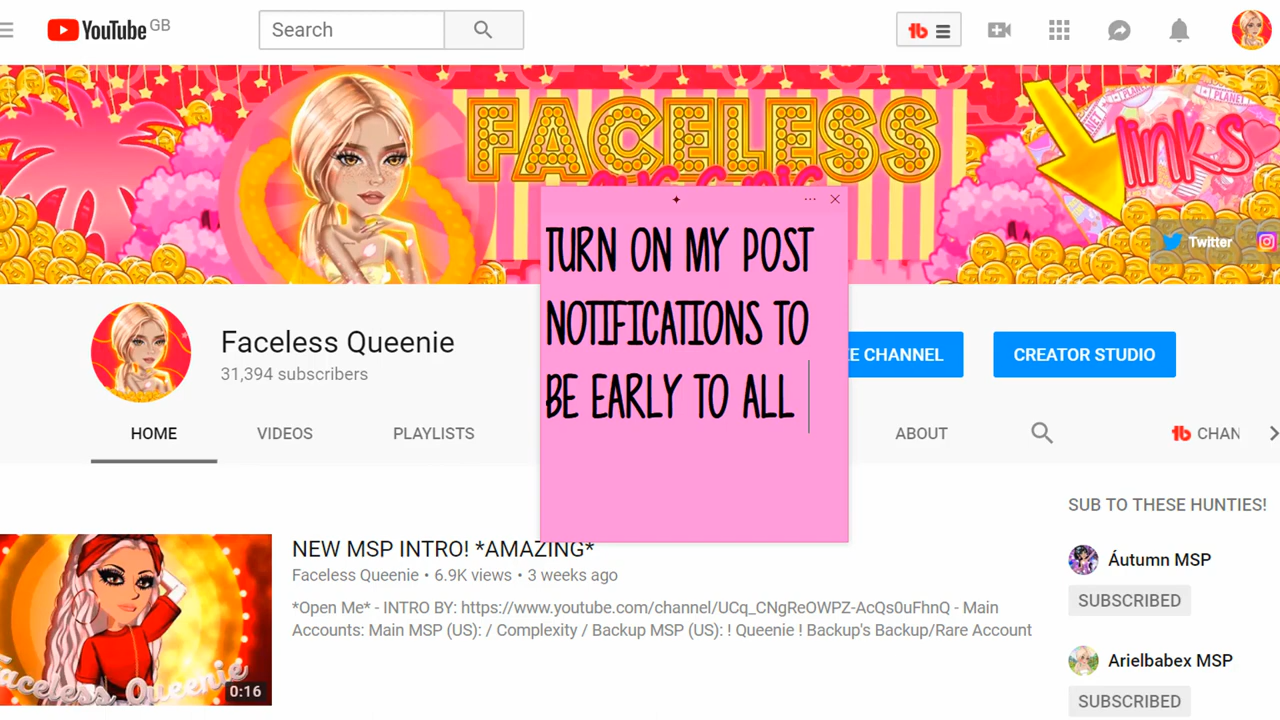 YouTube GB
Search
FACELESS
links
Twitter
TURN ON MY POST
NOTIFICATIONS TO
BE EARLY TO ALL
Faceless Queenie
31,394 subscribers
E CHANNEL
CREATOR STUDIO
HOME
VIDEOS
PLAYLISTS
ABOUT
CHAN
SUB TO THESE HUNTIES!
NEW MSP INTRO! *AMAZING*
Faceless Queenie • 6.9K views • 3 weeks ago
*Open Me* - INTRO BY: https://www.youtube.com/channel/UCq_CNgReOWPZ-AcQs0uFhnQ - Main
Accounts: Main MSP (US): / Complexity / Backup MSP (US): ! Queenie ! Backup's Backup/Rare Account
Faceless Queenie
0:16
Áutumn MSP
SUBSCRIBED
Arielbabex MSP
SUBSCRIBED